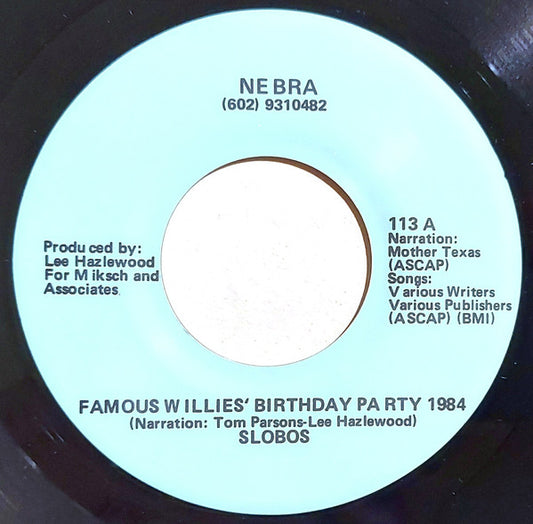 NEBRA
(602) 9310482
113 A
Narration:
Mother Texas
(ASCAP)
Songs:
Various Writers
Various Publishers
(ASCAP) (BMI)
Produced by:
Lee Hazlewood
For Miksch and
Associates
FAMOUS WILLIES' BIRTHDAY PARTY 1984
(Narration: Tom Parsons-Lee Hazlewood)
SLOBOS